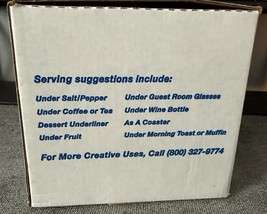 Serving suggestions include:
Under Salt/Pepper
Under Guest Room Glasses
Under Coffee or Tea
Under Wine Bottle
Dessert Underliner
As A Coaster
Under Fruit
Under Morning Toast or Muffin
For More Creative Uses, Call (800) 327-9774